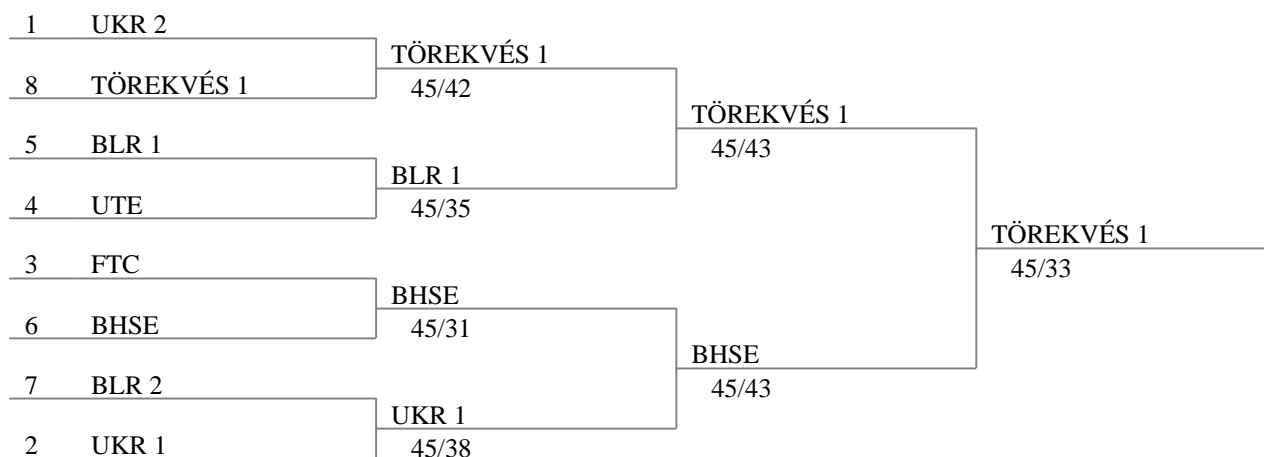 1 UKR 2
TÖREKVÉS 1
8 TÖREKVÉS 1
45/42
TÖREKVÉS 1
5 BLR 1
45/43
BLR 1
4 UTE
45/35
TÖREKVÉS 1
3 FTC
45/33
BHSE
6 BHSE
45/31
BHSE
7 BLR 2
45/43
UKR 1
2 UKR 1
45/38